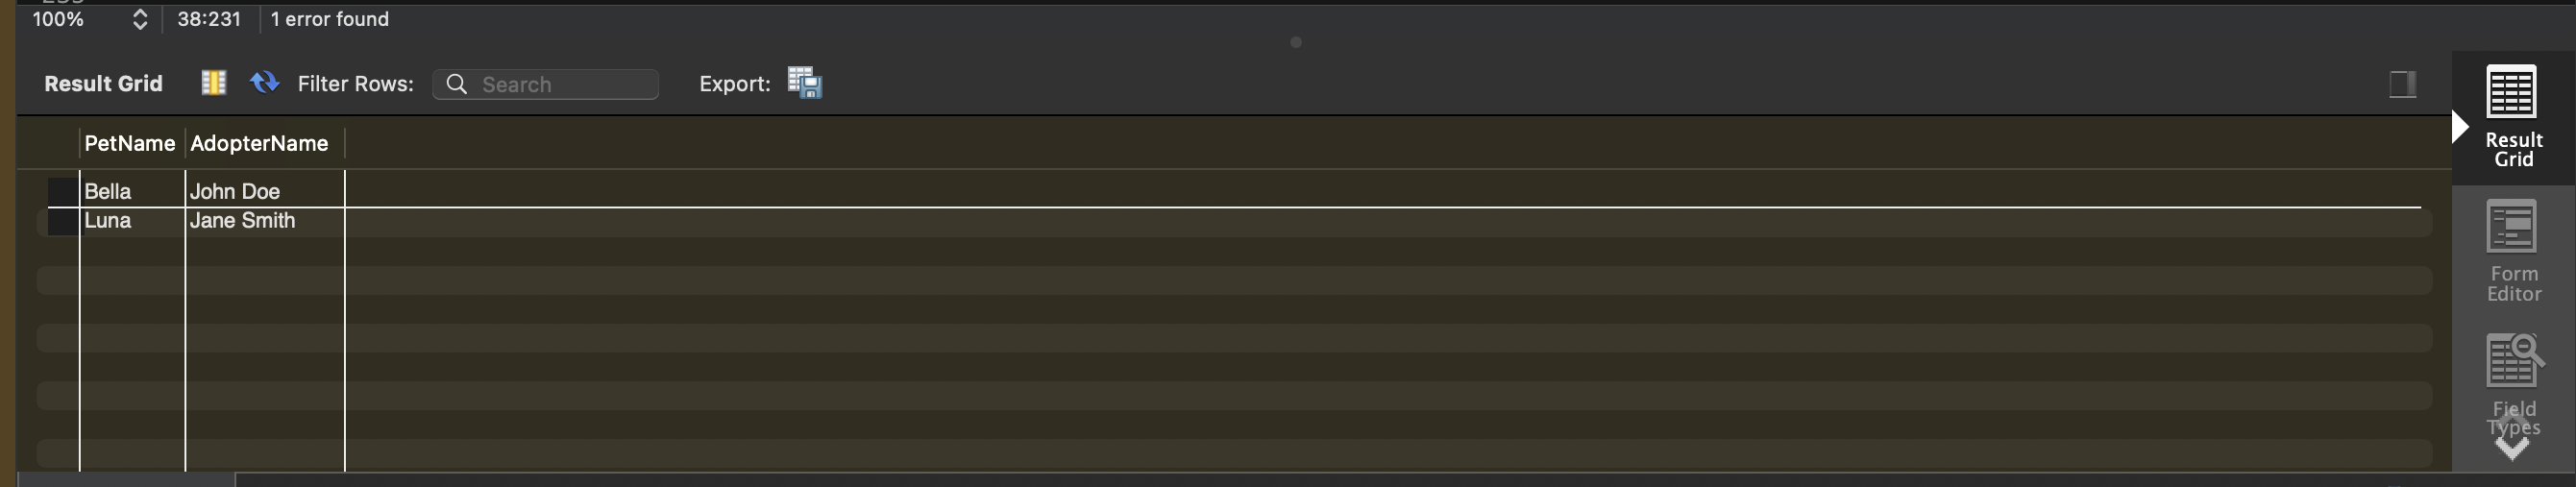 100% 38:231 1 error found
Result Grid Filter Rows: Search Export:
PetName AdopterName
Bella John Doe
Luna Jane Smith
Result
Grid
Form
Editor
Field
Types